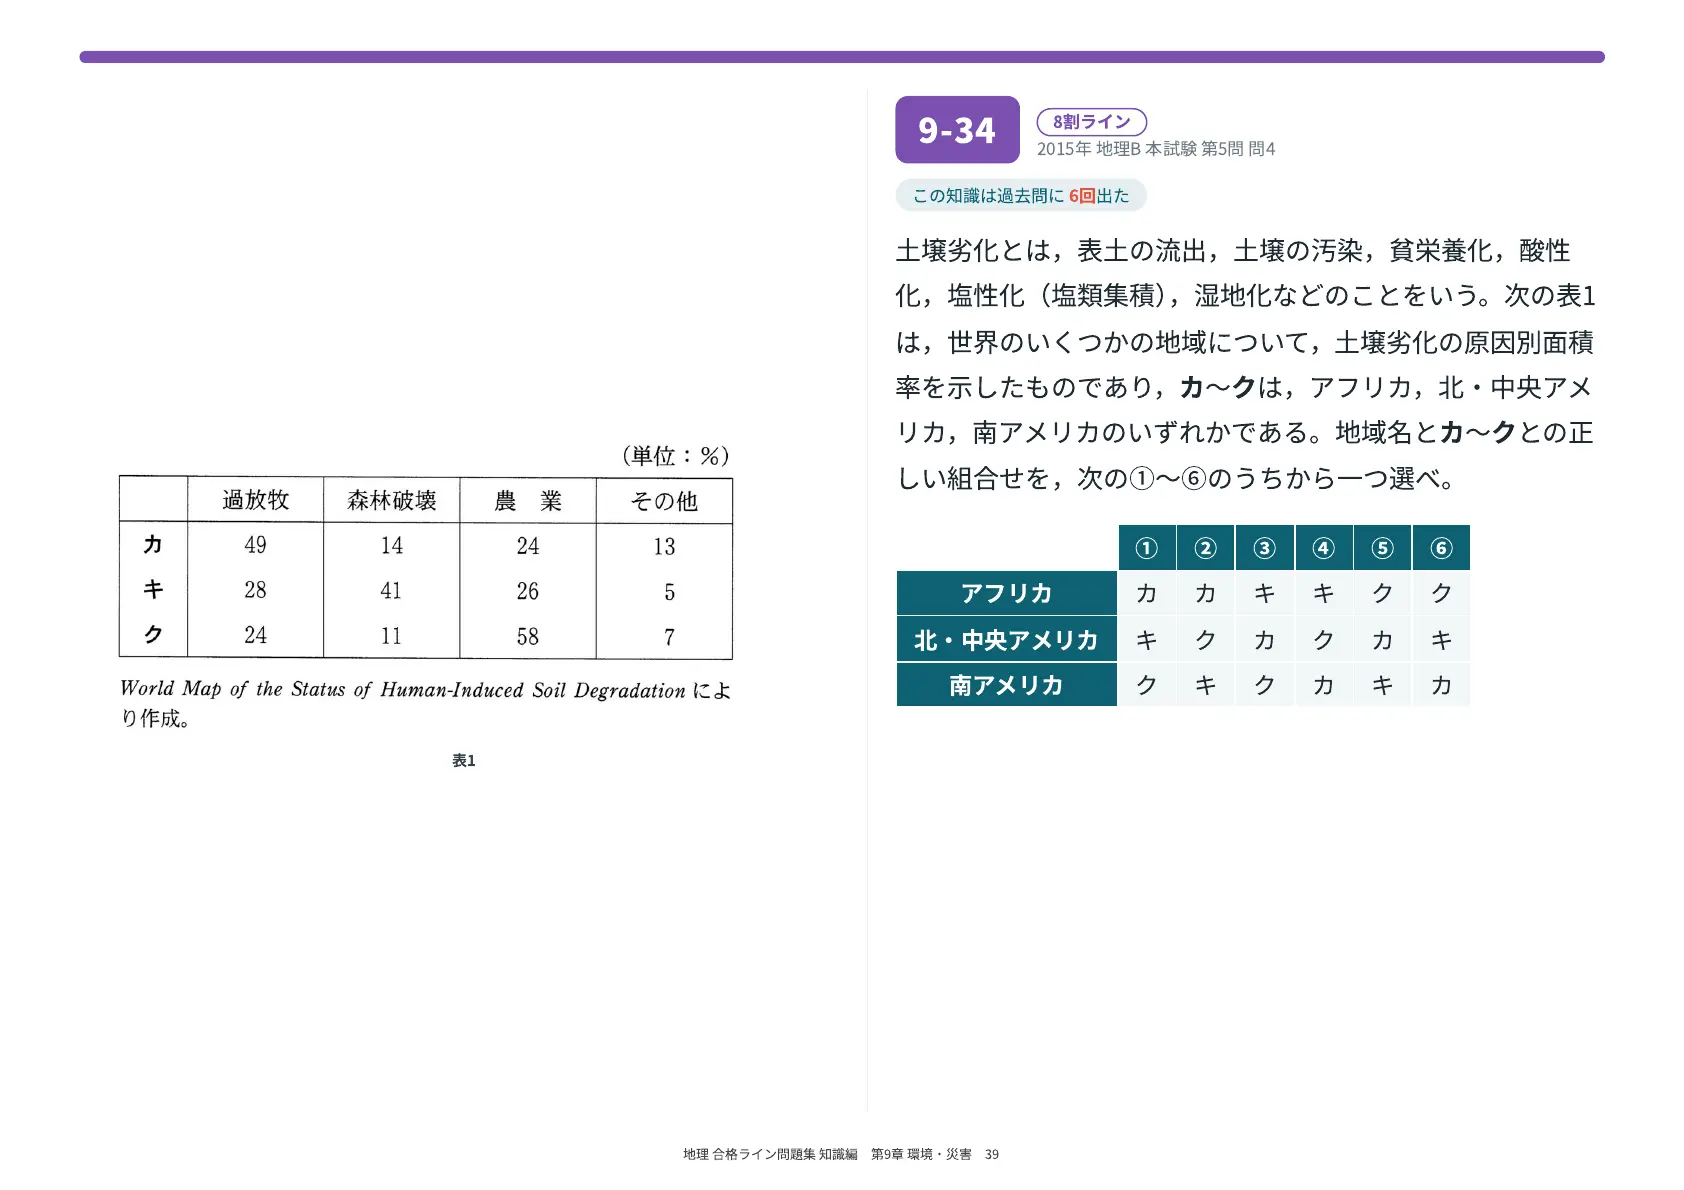 (単位:%)
過放牧 森林破壊 農 業 その他
カ 49 14 24 13
キ 28 41 26 5
ク 24 11 58 7
World Map of the Status of Human-Induced Soil Degradation によ
り作成。
表1
9-34
8割ライン
2015年 地理B 本試験 第5問 問4
この知識は過去問に 6回出た
土壌劣化とは，表土の流出，土壌の汚染，貧栄養化，酸性
化，塩性化（塩類集積），湿地化などのことをいう。次の表1
は，世界のいくつかの地域について，土壌劣化の原因別面積
率を示したものであり，カ～クは，アフリカ，北・中央アメ
リカ，南アメリカのいずれかである。地域名とカ～クとの正
しい組合せを，次の①～⑥のうちから一つ選べ。
① ② ③ ④ ⑤ ⑥
アフリカ カ カ キ キ ク ク
北・中央アメリカ キ ク カ ク カ キ
南アメリカ ク キ ク カ キ カ
地理 合格ライン問題集 知識編 第9章 環境・災害 39